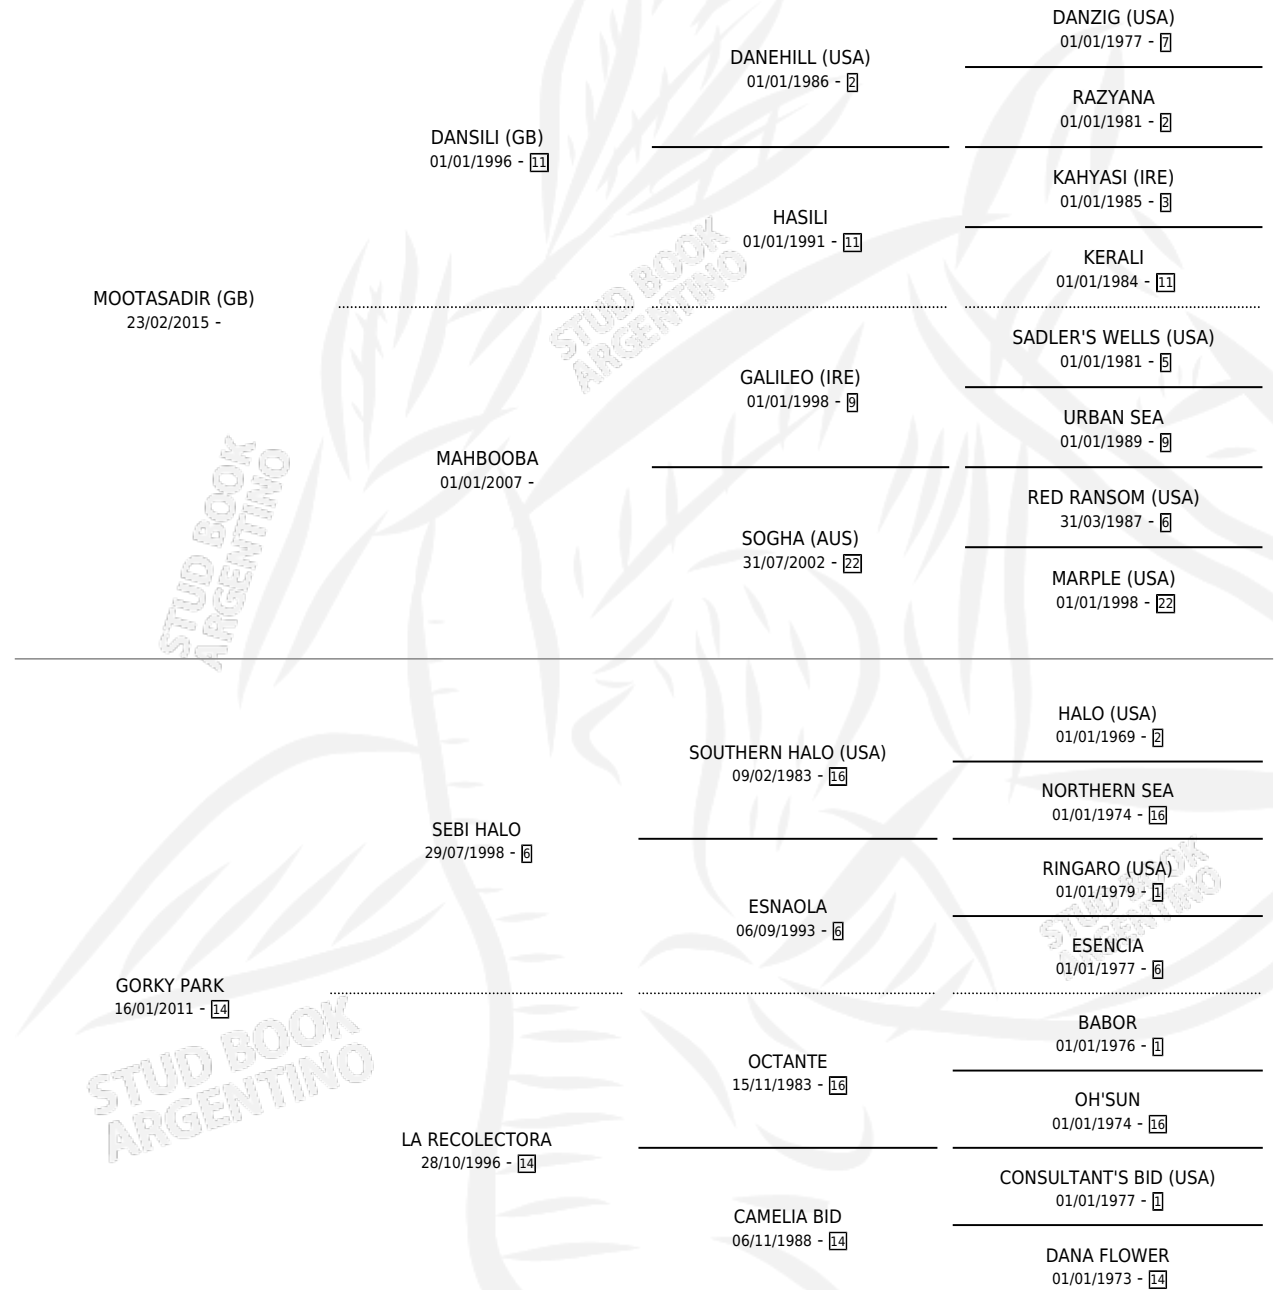 DANZIG (USA)
01/01/1977 - 7
DANEHILL (USA)
01/01/1986 - 2
RAZYANA
01/01/1981 - 2
DANSILI (GB)
01/01/1996 - 11
KAHYASI (IRE)
01/01/1985 - 3
HASILI
01/01/1991 - 11
KERALI
01/01/1984 - 11
MOOTASADIR (GB)
23/02/2015 -
SADLER'S WELLS (USA)
01/01/1981 - 5
GALILEO (IRE)
01/01/1998 - 9
URBAN SEA
01/01/1989 - 9
MAHBOOBA
01/01/2007 -
RED RANSOM (USA)
31/03/1987 - 6
SOGHA (AUS)
31/07/2002 - 22
MARPLE (USA)
01/01/1998 - 22
HALO (USA)
01/01/1969 - 2
SOUTHERN HALO (USA)
09/02/1983 - 16
NORTHERN SEA
01/01/1974 - 16
SEBI HALO
29/07/1998 - 6
RINGARO (USA)
01/01/1979 - 1
ESNAOLA
06/09/1993 - 6
ESENCIA
01/01/1977 - 6
GORKY PARK
16/01/2011 - 14
BABOR
01/01/1976 - 1
OCTANTE
15/11/1983 - 16
OH'SUN
01/01/1974 - 16
LA RECOLECTORA
28/10/1996 - 14
CONSULTANT'S BID (USA)
01/01/1977 - 1
CAMELIA BID
06/11/1988 - 14
DANA FLOWER
01/01/1973 - 14
STUD BOOK
ARGENTINO
STUD BOOK
ARGENTINO
STUD BOOK
ARGENTINO
STUD BOOK
ARGENTINO